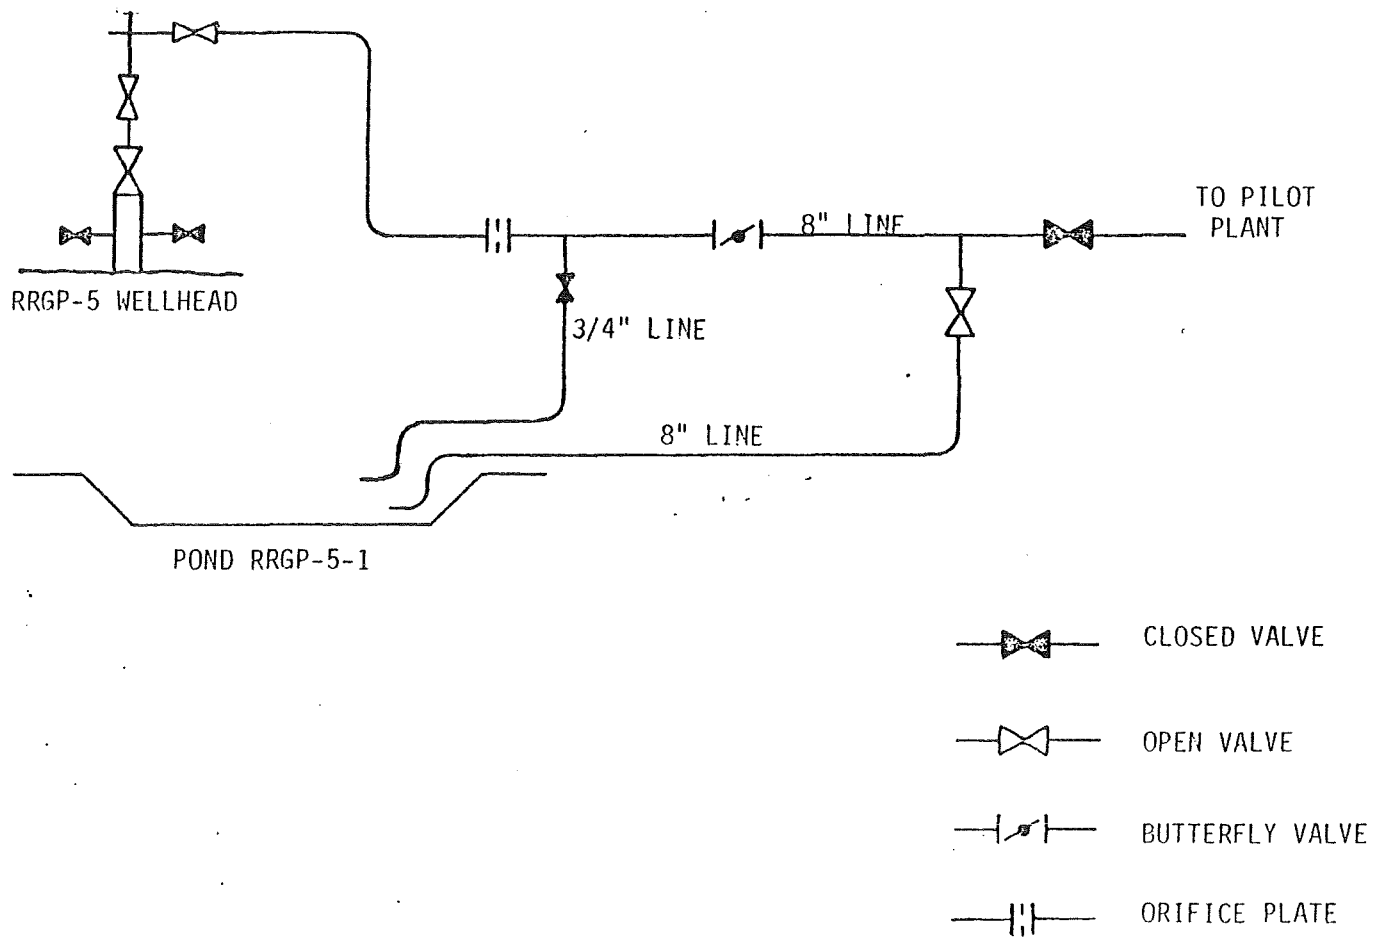 TO PILOT
PLANT
8" LINE
RRGP-5 WELLHEAD
3/4" LINE
8" LINE
POND RRGP-5-1
CLOSED VALVE
OPEN VALVE
BUTTERFLY VALVE
ORIFICE PLATE